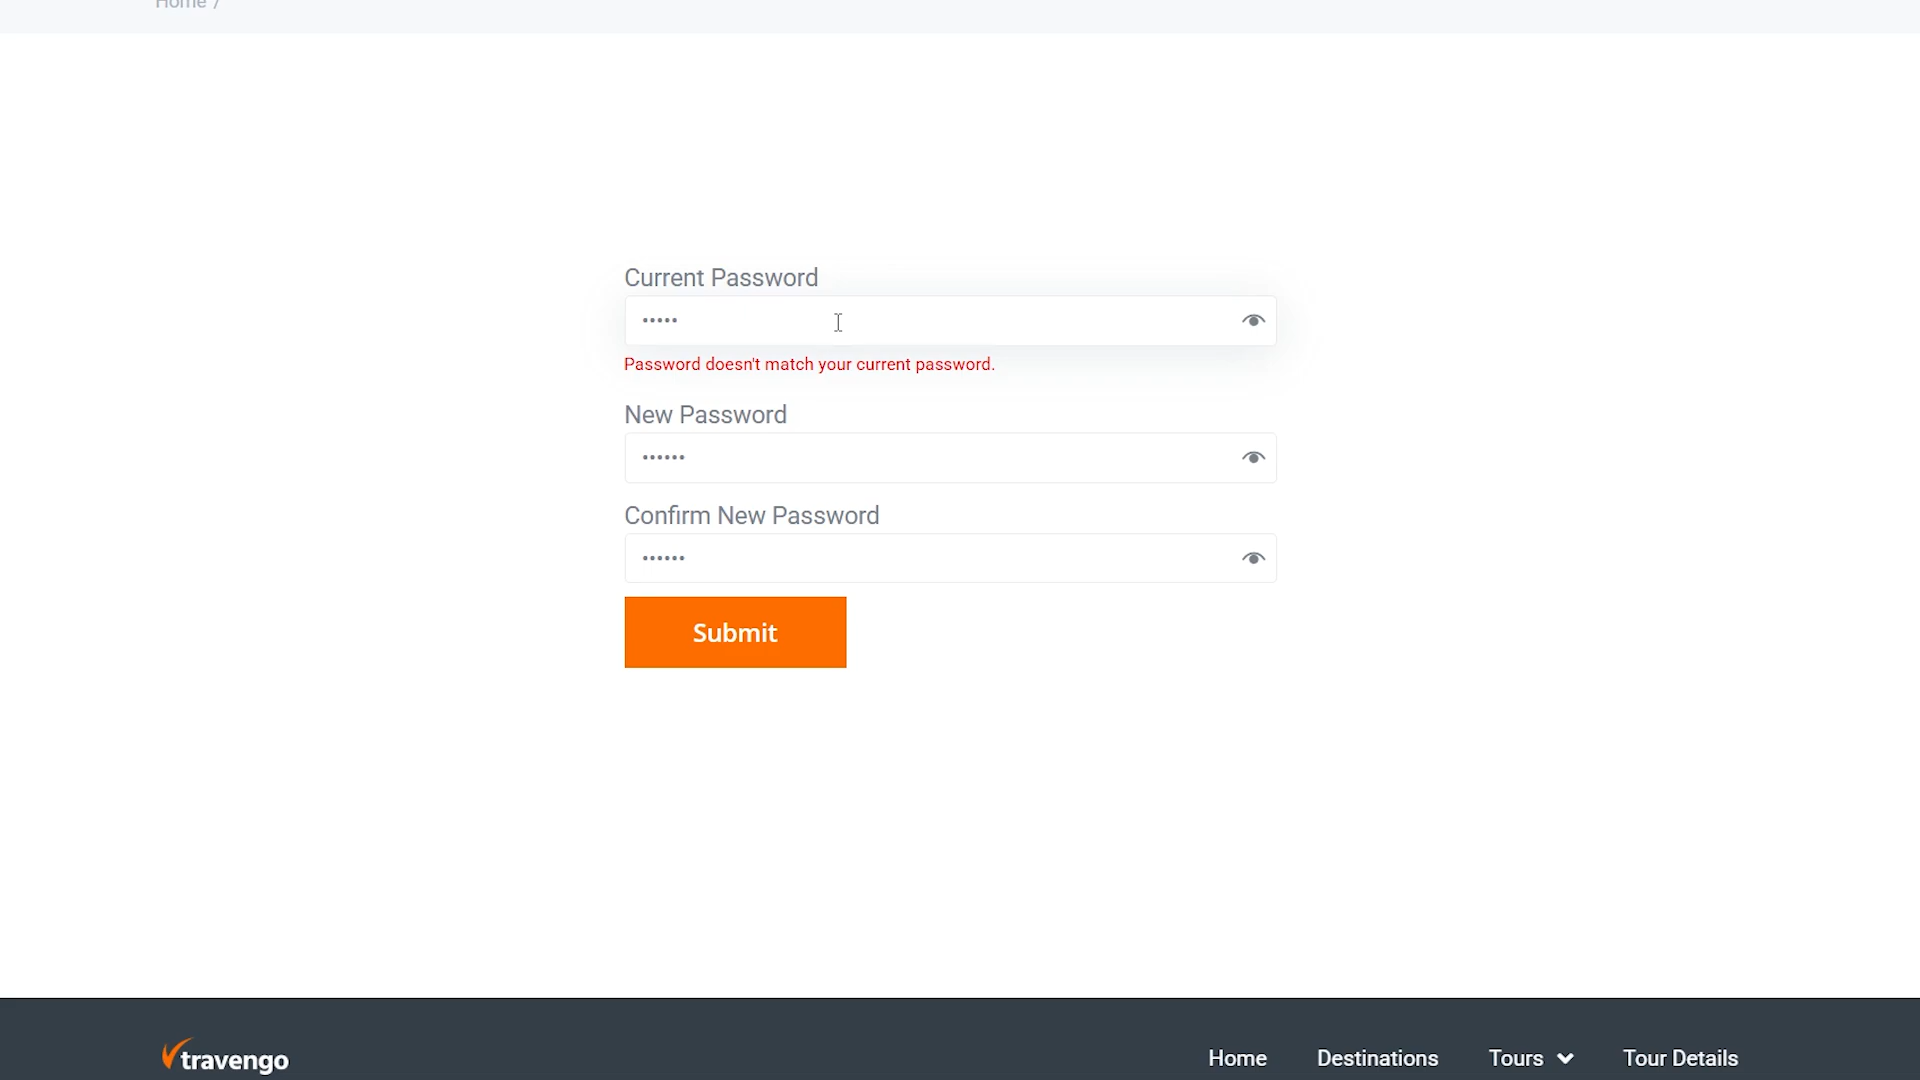 Home /
Current Password
•••••
Password doesn't match your current password.
New Password
••••••
Confirm New Password
••••••
Submit
travengo
Home Destinations Tours Tour Details